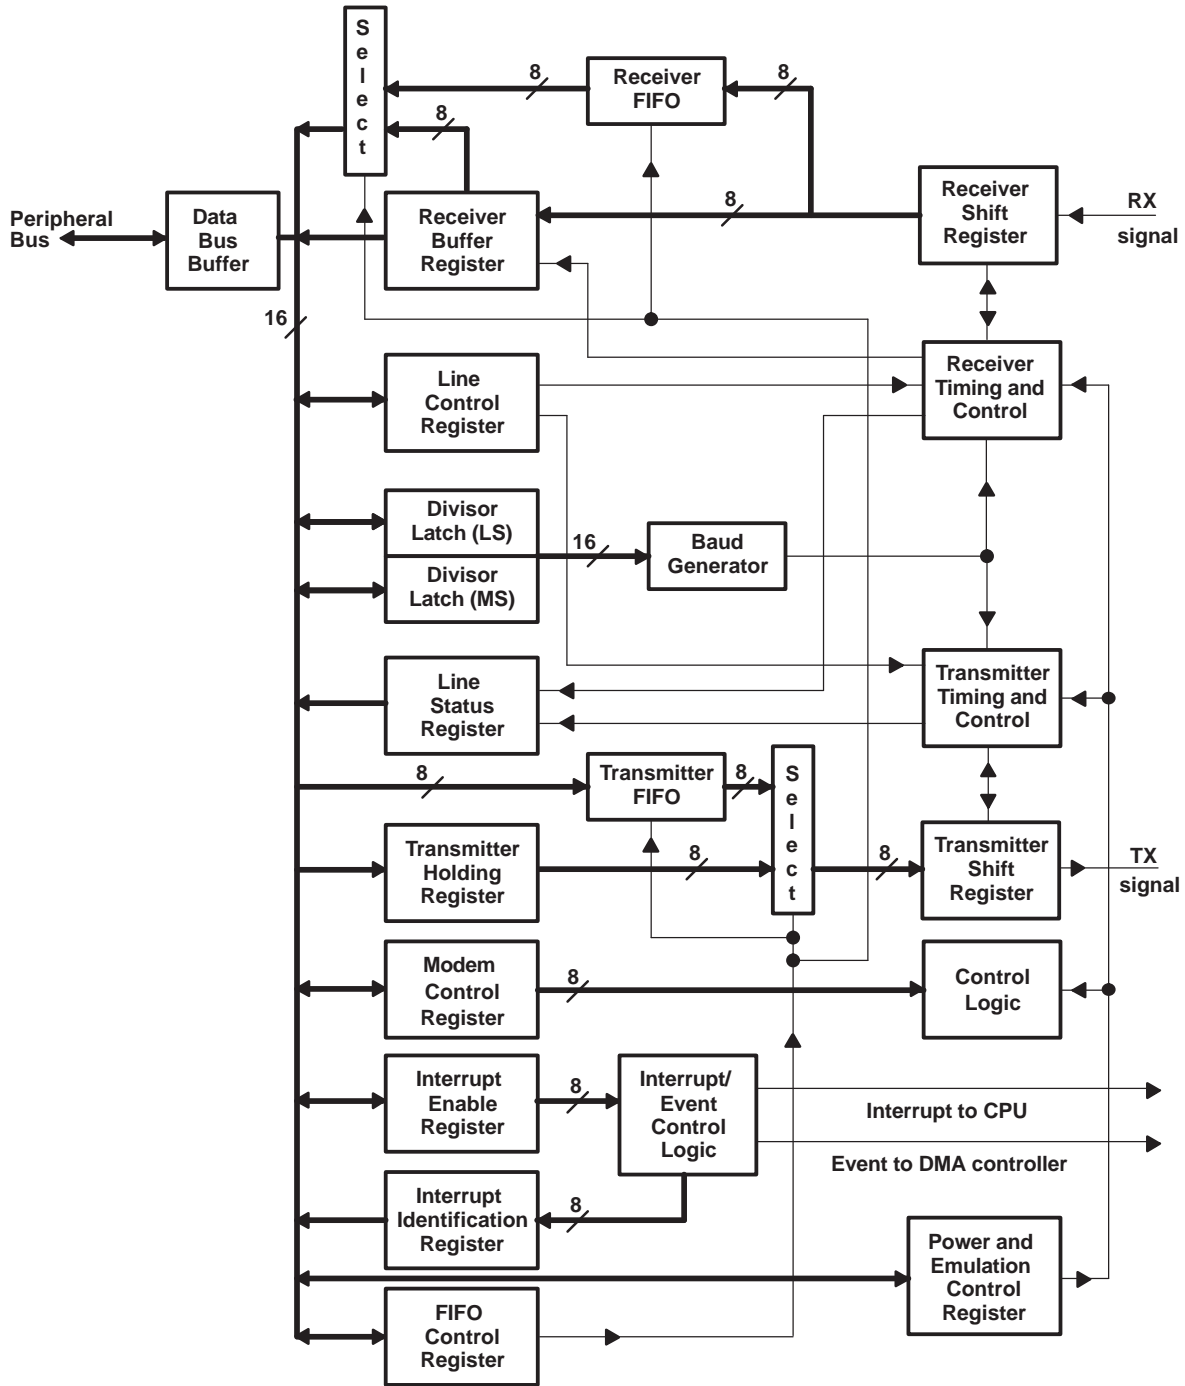 S
e
l
e
c
t
8
Receiver
FIFO
8
8
Peripheral
Bus
Data
Bus
Buffer
Receiver
Buffer
Register
8
Receiver
Shift
Register
RX
signal
16
Line
Control
Register
Receiver
Timing and
Control
Divisor
Latch (LS)
Divisor
Latch (MS)
16
Baud
Generator
Line
Status
Register
Transmitter
Timing and
Control
8
Transmitter
FIFO
8
S
e
l
e
c
t
Transmitter
Holding
Register
8
8
Transmitter
Shift
Register
TX
signal
Modem
Control
Register
8
Control
Logic
Interrupt
Enable
Register
8
Interrupt/
Event
Control
Logic
Interrupt to CPU
Event to DMA controller
Interrupt
Identification
Register
8
Power and
Emulation
Control
Register
FIFO
Control
Register